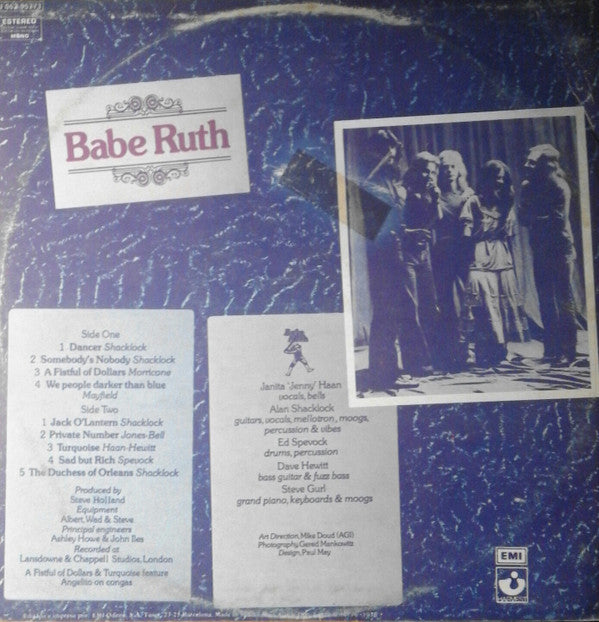 ESTEREO
MONO
Babe Ruth
Side One
1 Dancer Shacklock
2 Somebody's Nobody Shacklock
3 A Fistful of Dollars Morricone
4 We people darker than blue
Mayfield
Side Two
1 Jack O'Lantern Shacklock
2 Private Number Jones-Bell
3 Turquoise Haan-Hewitt
4 Sad but Rich Spevock
5 The Duchess of Orleans Shacklock
Produced by
Steve Holland
Equipment
Albert, Wad & Steve
Principal engineers
Ashley Howe & John Iles
Recorded at
Lansdowne & Chappell Studios, London
A Fistful of Dollars & Turquoise feature
Angelito on congas
Janita 'Jenny' Haan
vocals, bells
Alan Shacklock
guitars, vocals, mellotron, moogs,
percussion & vibes
Ed Spevock
drums, percussion
Dave Hewitt
bass guitar & fuzz bass
Steve Gurl
grand piano, keyboards & moogs
Art Direction, Mike Doud (AGI)
Photography Gered Mankowitz
Design, Paul May
EMI
HARVEST